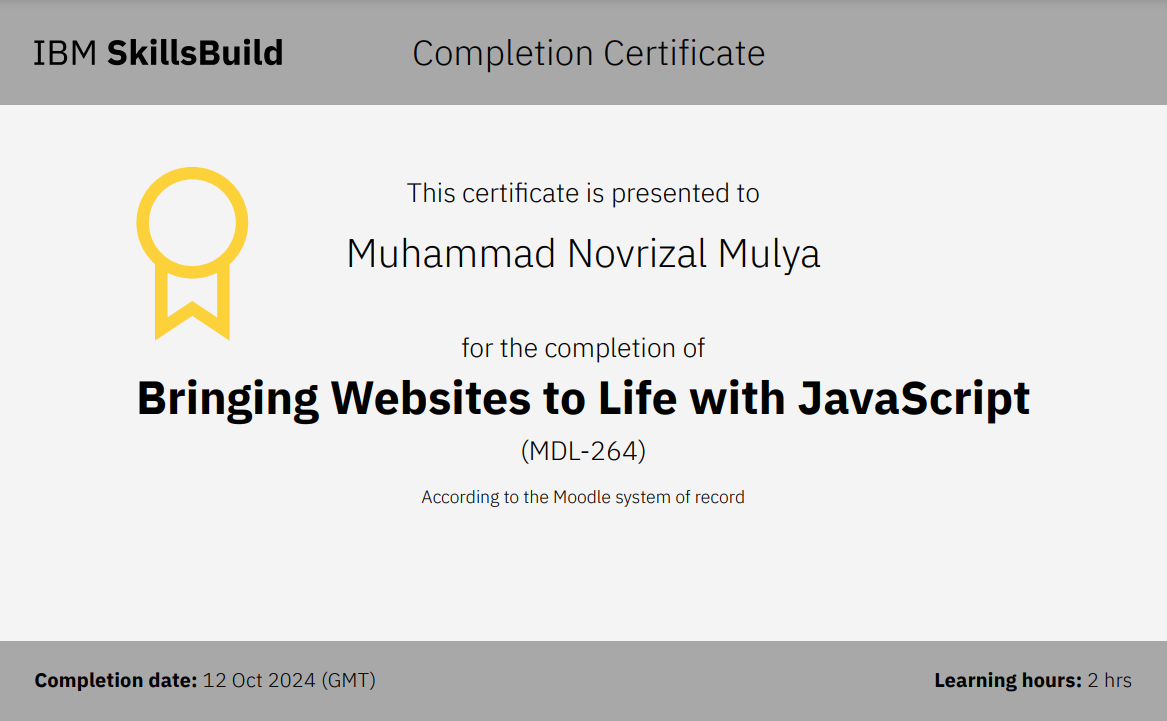 IBM SkillsBuild
Completion Certificate
This certificate is presented to
Muhammad Novrizal Mulya
for the completion of
Bringing Websites to Life with JavaScript
(MDL-264)
According to the Moodle system of record
Completion date: 12 Oct 2024 (GMT)
Learning hours: 2 hrs